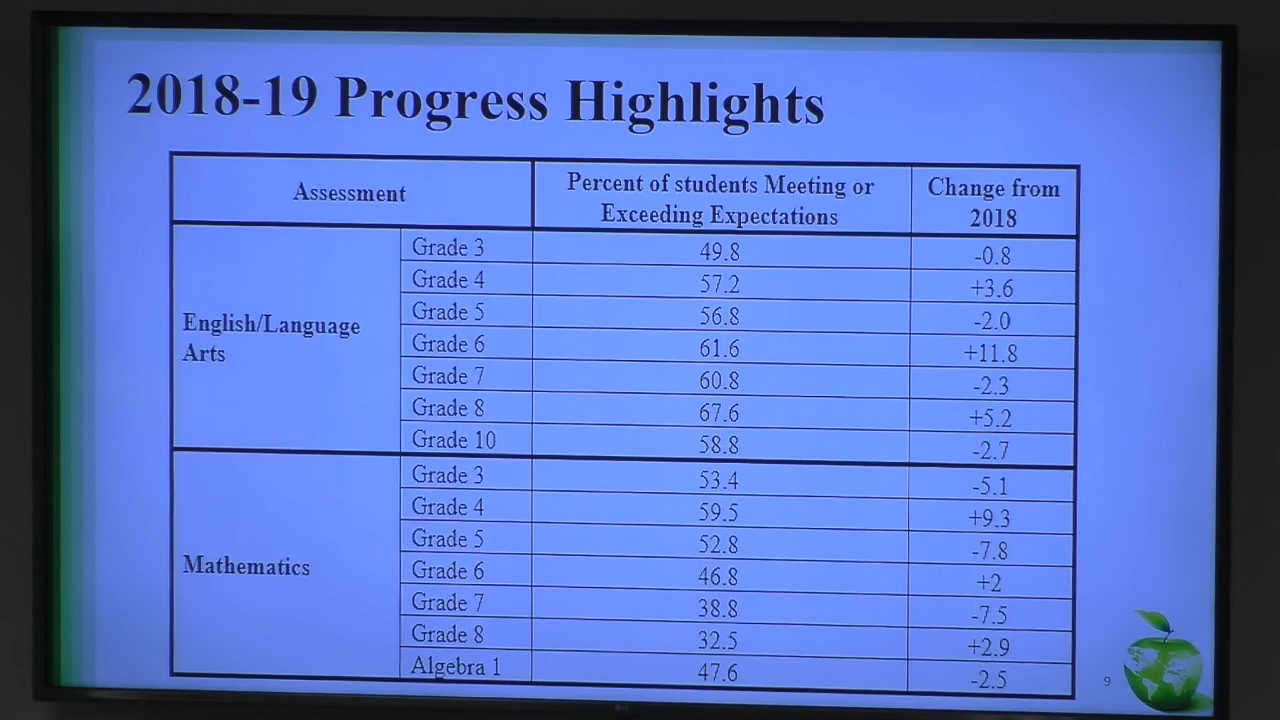 2018-19 Progress Highlights
Assessment
Percent of students Meeting or
Exceeding Expectations
Change from
2018
English/Language
Arts
Grade 3 49.8 -0.8
Grade 4 57.2 +3.6
Grade 5 56.8 -2.0
Grade 6 61.6 +11.8
Grade 7 60.8 -2.3
Grade 8 67.6 +5.2
Grade 10 58.8 -2.7
Mathematics
Grade 3 53.4 -5.1
Grade 4 59.5 +9.3
Grade 5 52.8 -7.8
Grade 6 46.8 +2
Grade 7 38.8 -7.5
Grade 8 32.5 +2.9
Algebra 1 47.6 -2.5
9